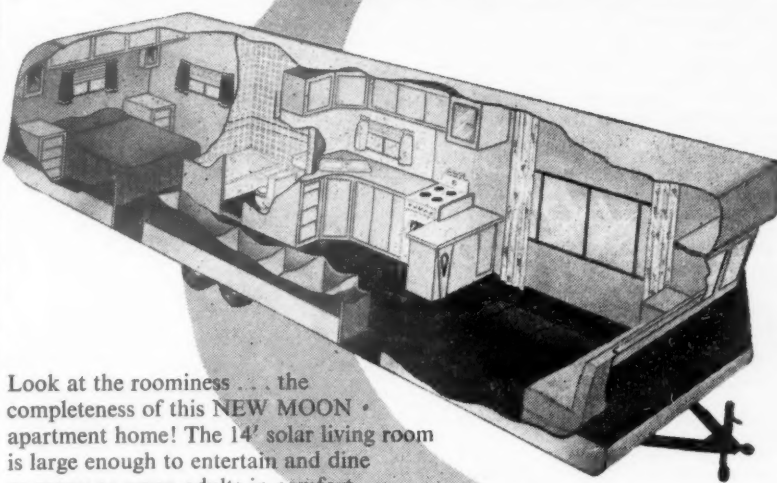 Look at the roominess . . . the
completeness of this NEW MOON •
apartment home! The 14' solar living room
is large enough to entertain and dine